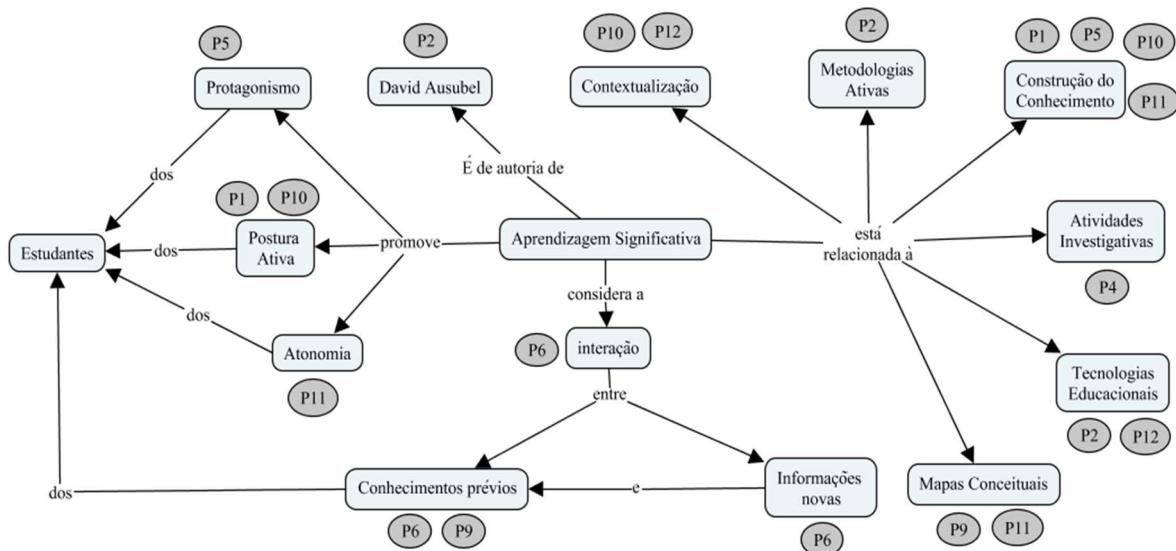 P5
P2
P10 P12
P2
P1 P5 P10
Protagonismo
David Ausubel
Contextualização
Metodologias
Ativas
Construção do
Conhecimento
P11
dos
É de autoria de
P1 P10
Estudantes
dos
Postura
Ativa
promove
Aprendizagem Significativa
está
relacionada à
Atividades
Investigativas
P4
dos
considera a
Atonomia
P11
P6
interação
Tecnologias
Educacionais
P2 P12
entre
dos
Conhecimentos prévios
e
Informações
novas
Mapas Conceituais
P6 P9
P6
P9 P11